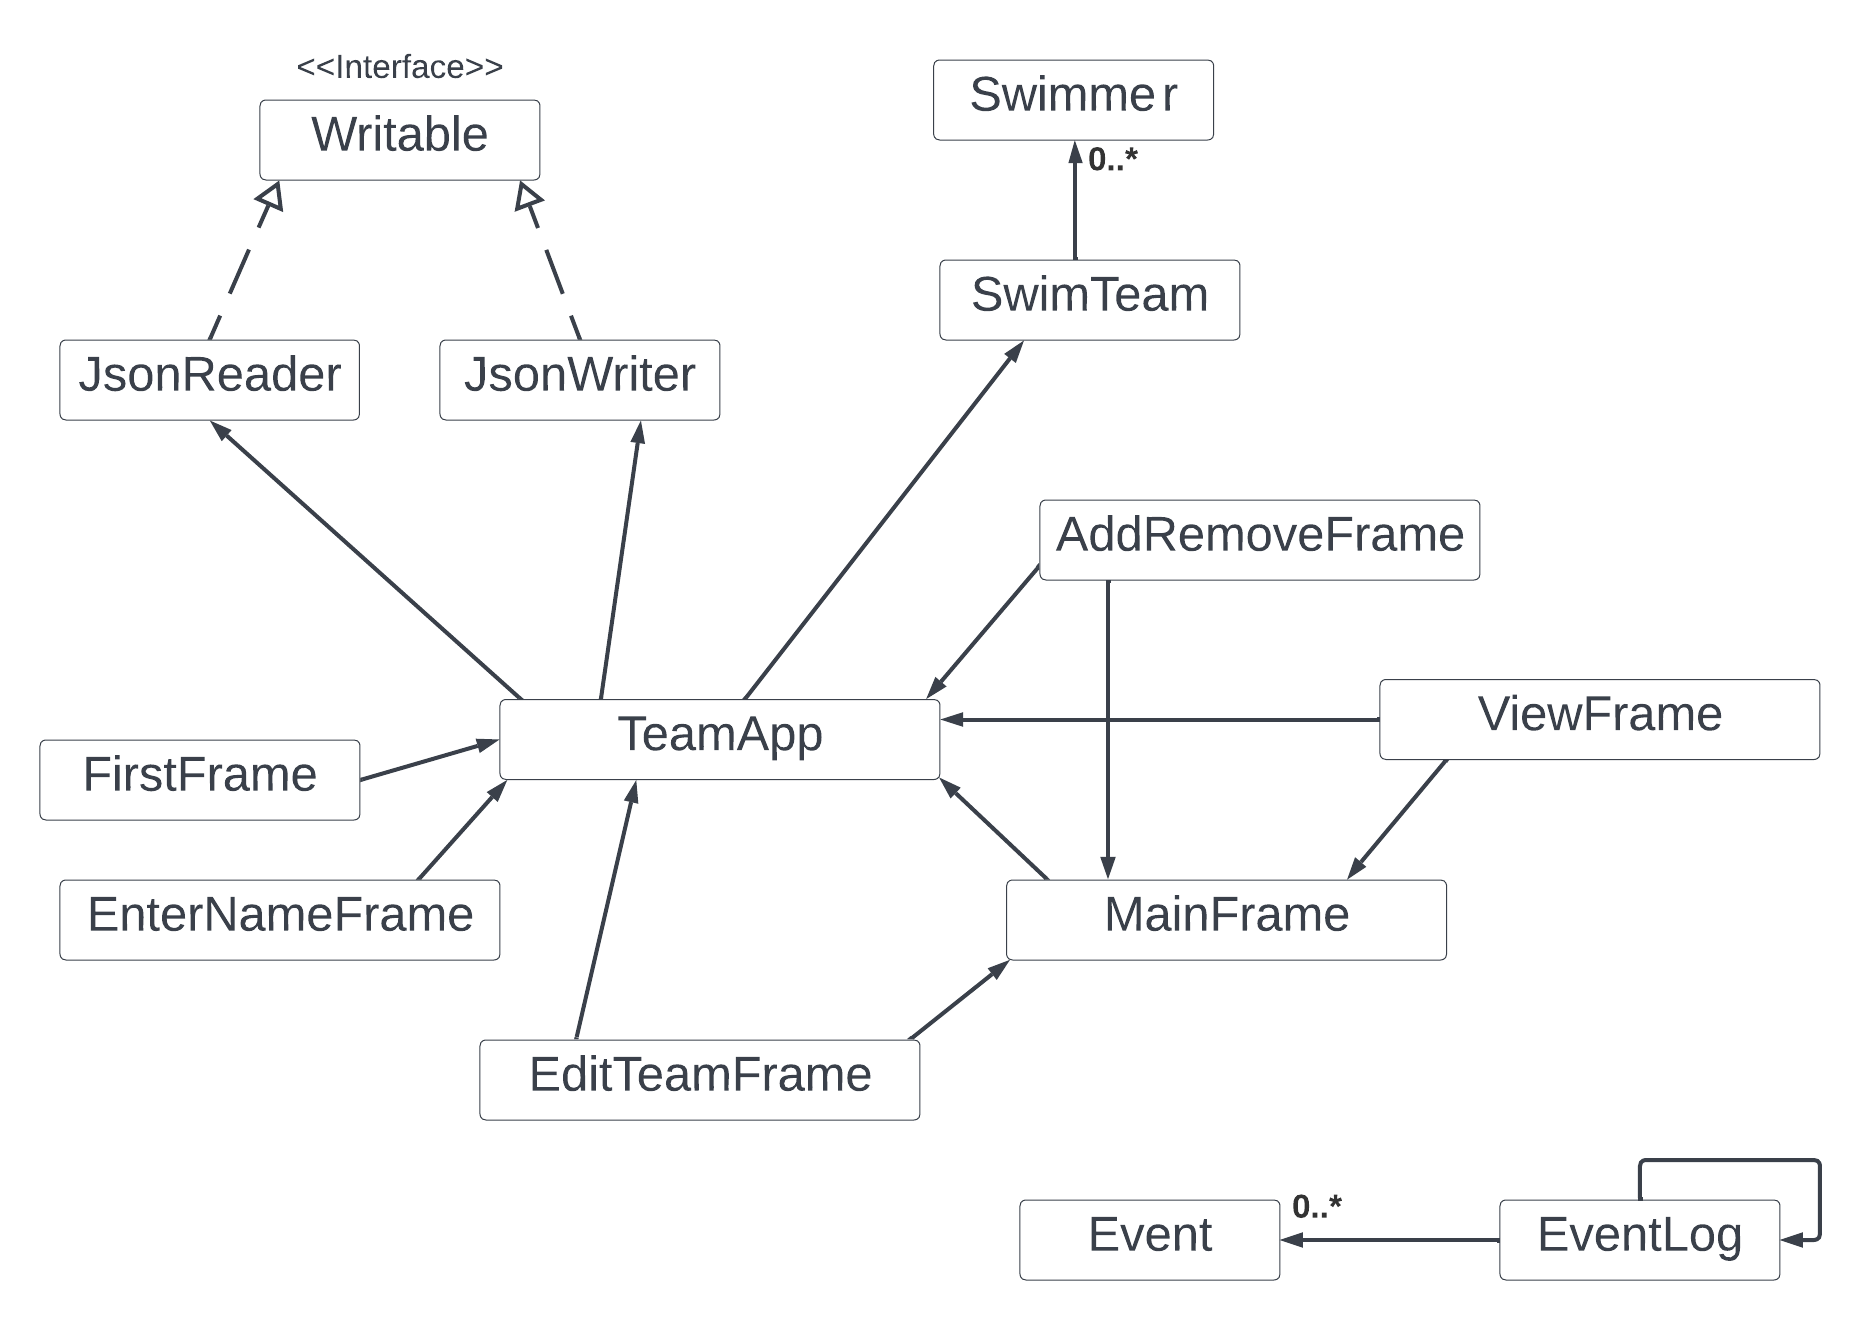 <<Interface>>
Writable
Swimmer
0..*
SwimTeam
JsonReader
JsonWriter
AddRemoveFrame
TeamApp
ViewFrame
FirstFrame
EnterNameFrame
MainFrame
EditTeamFrame
Event
0..*
EventLog